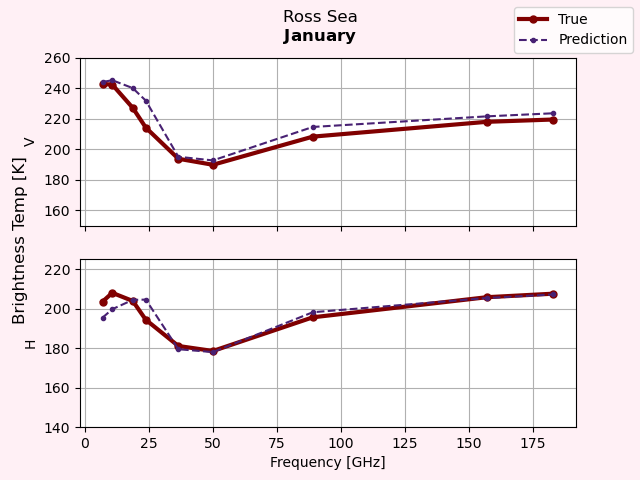 Ross Sea
January
True
Prediction
260
240
220
200
180
160
V
Brightness Temp [K]
220
200
180
160
140
H
0
25
50
75
100
125
150
175
Frequency [GHz]